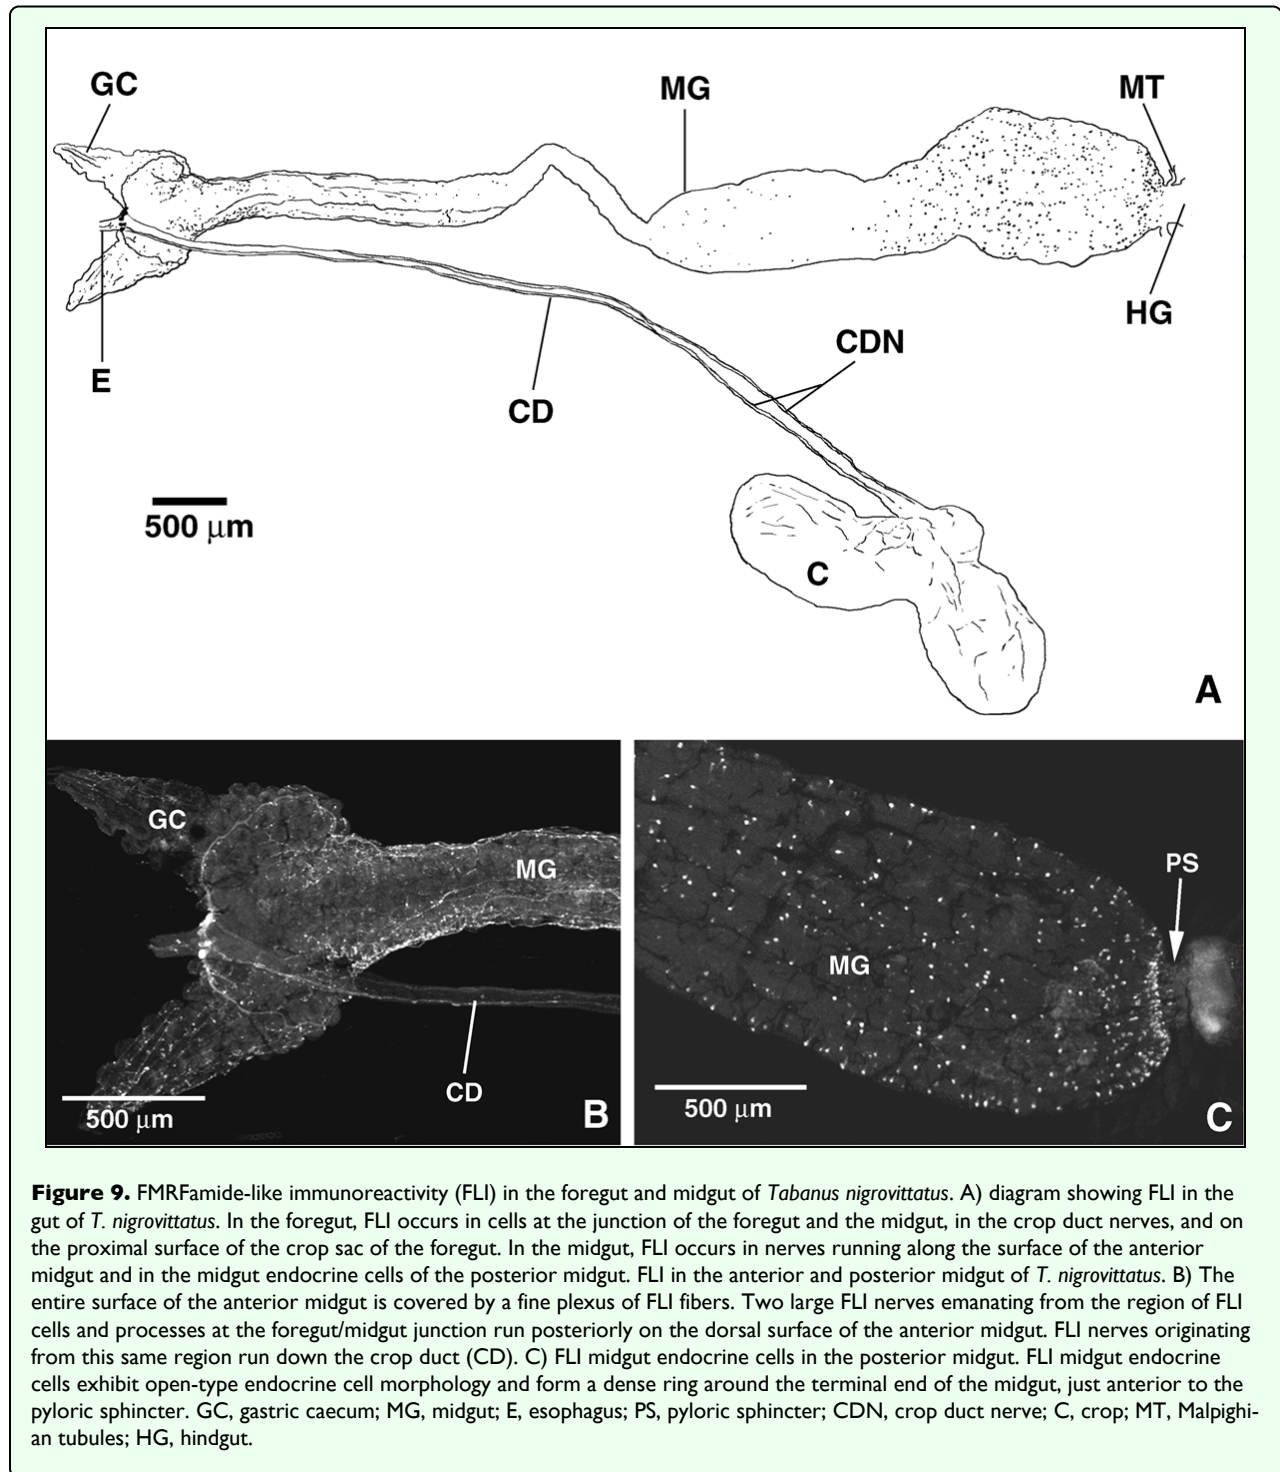 GC
MG
MT
HG
CDN
E
CD
500 μm
C
A
GC
MG
CD
500 μm
B
PS
MG
500 μm
C
Figure 9. FMRFamide-like immunoreactivity (FLI) in the foregut and midgut of Tabanus nigrovittatus. A) diagram showing FLI in the
gut of T. nigrovittatus. In the foregut, FLI occurs in cells at the junction of the foregut and the midgut, in the crop duct nerves, and on
the proximal surface of the crop sac of the foregut. In the midgut, FLI occurs in nerves running along the surface of the anterior
midgut and in the midgut endocrine cells of the posterior midgut. FLI in the anterior and posterior midgut of T. nigrovittatus. B) The
entire surface of the anterior midgut is covered by a fine plexus of FLI fibers. Two large FLI nerves emanating from the region of FLI
cells and processes at the foregut/midgut junction run posteriorly on the dorsal surface of the anterior midgut. FLI nerves originating
from this same region run down the crop duct (CD). C) FLI midgut endocrine cells in the posterior midgut. FLI midgut endocrine
cells exhibit open-type endocrine cell morphology and form a dense ring around the terminal end of the midgut, just anterior to the
pyloric sphincter. GC, gastric caecum; MG, midgut; E, esophagus; PS, pyloric sphincter; CDN, crop duct nerve; C, crop; MT, Malpighi-
an tubules; HG, hindgut.